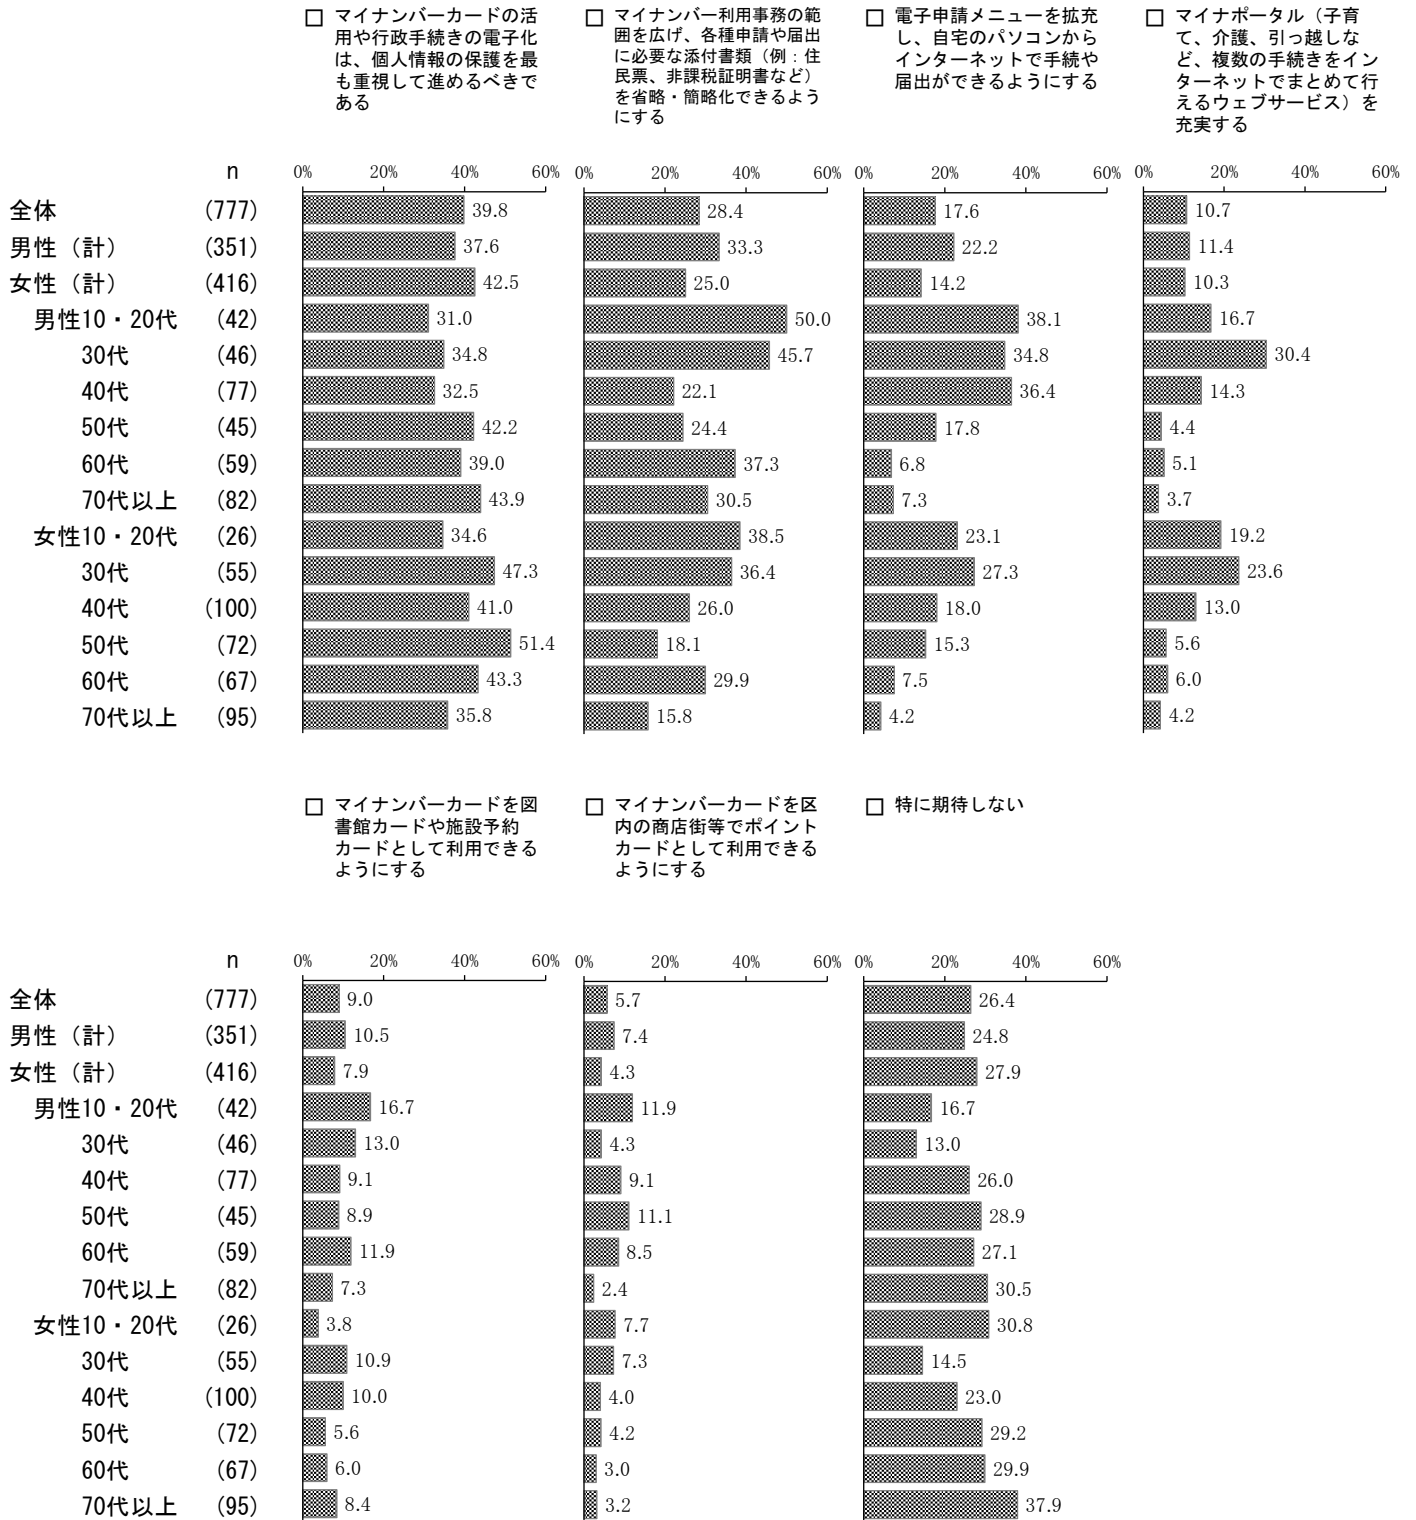 □ マイナンバーカードの活
用や行政手続きの電子化
は、個人情報の保護を最
も重視して進めるべきで
ある
□ マイナンバー利用事務の範
囲を広げ、各種申請や届出
に必要な添付書類（例：住
民票、非課税証明書など）
を省略・簡略化できるよう
にする
□ 電子申請メニューを拡充
し、自宅のパソコンから
インターネットで手続や
届出ができるようにする
□ マイナポータル（子育
て、介護、引っ越しな
ど、複数の手続きをイン
ターネットでまとめて行
えるウェブサービス）を
充実する
n 0% 20% 40% 60% 0% 20% 40% 60% 0% 20% 40% 60% 0% 20% 40% 60%
全体 (777) 39.8 28.4 17.6 10.7
男性（計） (351) 37.6 33.3 22.2 11.4
女性（計） (416) 42.5 25.0 14.2 10.3
男性10・20代 (42) 31.0 50.0 38.1 16.7
30代 (46) 34.8 45.7 34.8 30.4
40代 (77) 32.5 22.1 36.4 14.3
50代 (45) 42.2 24.4 17.8 4.4
60代 (59) 39.0 37.3 6.8 5.1
70代以上 (82) 43.9 30.5 7.3 3.7
女性10・20代 (26) 34.6 38.5 23.1 19.2
30代 (55) 47.3 36.4 27.3 23.6
40代 (100) 41.0 26.0 18.0 13.0
50代 (72) 51.4 18.1 15.3 5.6
60代 (67) 43.3 29.9 7.5 6.0
70代以上 (95) 35.8 15.8 4.2 4.2
□ マイナンバーカードを図
書館カードや施設予約
カードとして利用できる
ようにする
□ マイナンバーカードを区
内の商店街等でポイント
カードとして利用できる
ようにする
□ 特に期待しない
n 0% 20% 40% 60% 0% 20% 40% 60% 0% 20% 40% 60%
全体 (777) 9.0 5.7 26.4
男性（計） (351) 10.5 7.4 24.8
女性（計） (416) 7.9 4.3 27.9
男性10・20代 (42) 16.7 11.9 16.7
30代 (46) 13.0 4.3 13.0
40代 (77) 9.1 9.1 26.0
50代 (45) 8.9 11.1 28.9
60代 (59) 11.9 8.5 27.1
70代以上 (82) 7.3 2.4 30.5
女性10・20代 (26) 3.8 7.7 30.8
30代 (55) 10.9 7.3 14.5
40代 (100) 10.0 4.0 23.0
50代 (72) 5.6 4.2 29.2
60代 (67) 6.0 3.0 29.9
70代以上 (95) 8.4 3.2 37.9